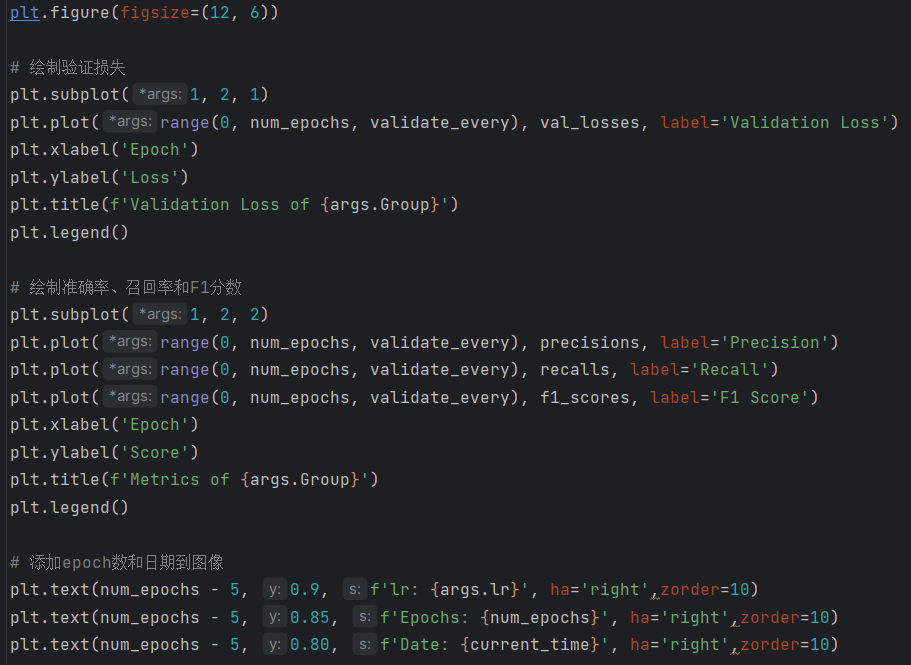 plt.figure(figsize=(12, 6))
# 绘制验证损失
plt.subplot( *args: 1, 2, 1)
plt.plot( *args: range(0, num_epochs, validate_every), val_losses, label='Validation Loss')
plt.xlabel('Epoch')
plt.ylabel('Loss')
plt.title(f'Validation Loss of {args.Group}')
plt.legend()
# 绘制准确率、召回率和F1分数
plt.subplot( *args: 1, 2, 2)
plt.plot( *args: range(0, num_epochs, validate_every), precisions, label='Precision')
plt.plot( *args: range(0, num_epochs, validate_every), recalls, label='Recall')
plt.plot( *args: range(0, num_epochs, validate_every), f1_scores, label='F1 Score')
plt.xlabel('Epoch')
plt.ylabel('Score')
plt.title(f'Metrics of {args.Group}')
plt.legend()
# 添加epoch数和日期到图像
plt.text(num_epochs - 5, y: 0.9, s: f'lr: {args.lr}', ha='right',zorder=10)
plt.text(num_epochs - 5, y: 0.85, s: f'Epochs: {num_epochs}', ha='right',zorder=10)
plt.text(num_epochs - 5, y: 0.80, s: f'Date: {current_time}', ha='right',zorder=10)